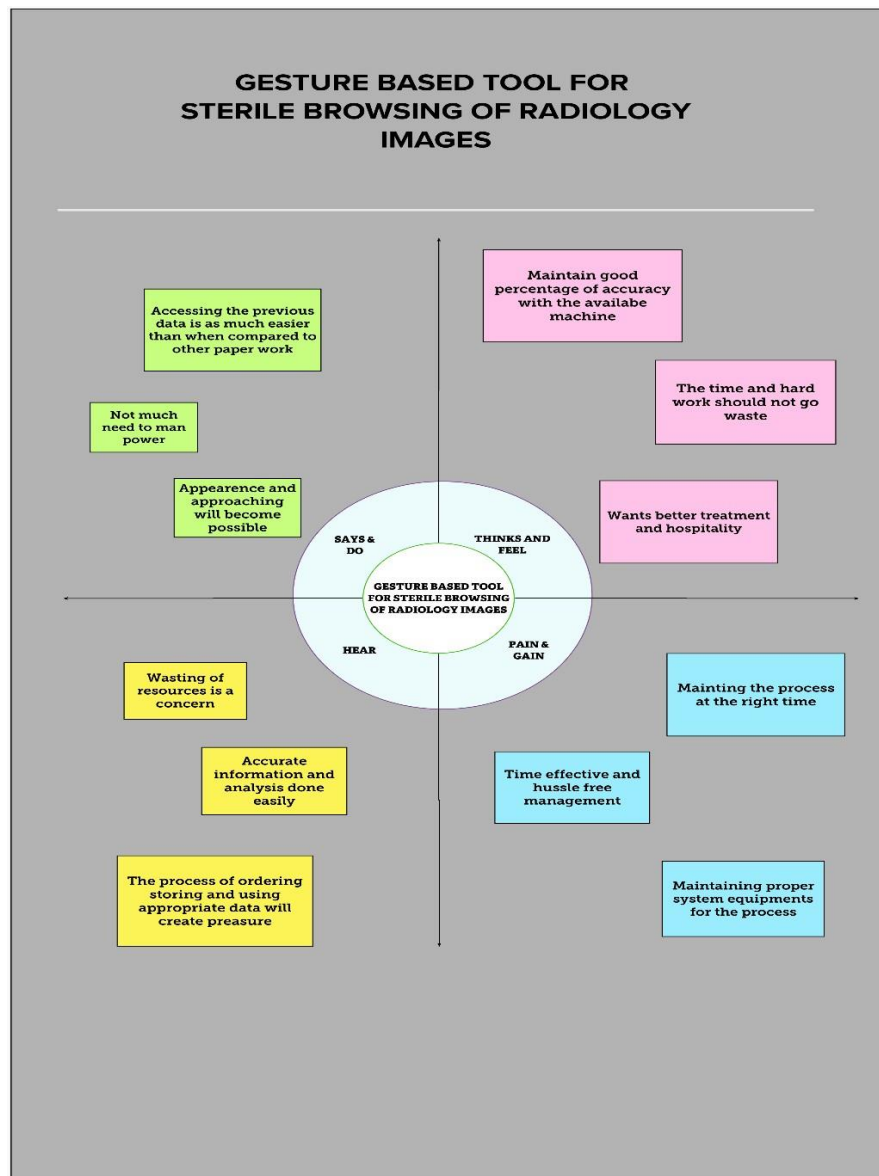 GESTURE BASED TOOL FOR
STERILE BROWSING OF RADIOLOGY
IMAGES
Accessing the previous
data is as much easier
than when compared to
other paper work
Not much
need to man
power
Appearence and
approaching
will become
possible
Maintain good
percentage of accuracy
with the availabe
machine
The time and hard
work should not go
waste
Wants better treatment
and hospitality
SAYS &
DO
THINKS AND
FEEL
GESTURE BASED TOOL
FOR STERILE BROWSING
OF RADIOLOGY IMAGES
HEAR
PAIN &
GAIN
Wasting of
resources is a
concern
Accurate
information and
analysis done
easily
The process of ordering
storing and using
appropriate data will
create preasure
Mainting the process
at the right time
Time effective and
hussle free
management
Maintaining proper
system equipments
for the process